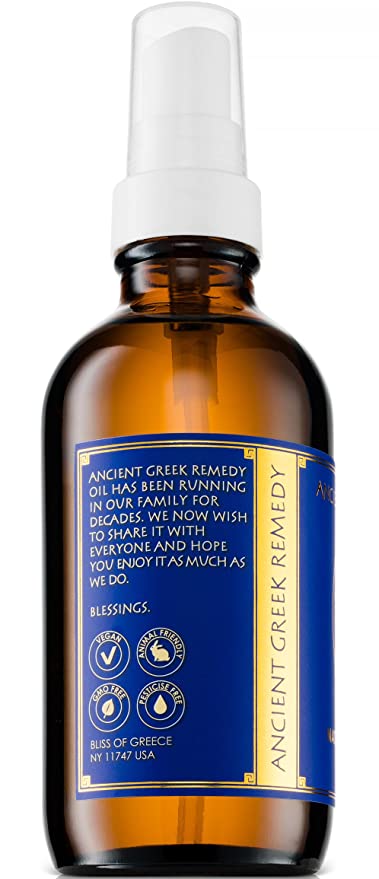 ANCIENT GREEK REMEDY
OIL HAS BEEN RUNNING
IN OUR FAMILY FOR
DECADES. WE NOW WISH
TO SHARE IT WITH
EVERYONE AND HOPE
YOU ENJOY IT AS MUCH AS
WE DO.
BLESSINGS.
VEGAN
ANIMAL FRIENDLY
GMO FREE
PESTICISE FREE
BLISS OF GREECE
NY 11747 USA
ANCIENT GREEK REMEDY